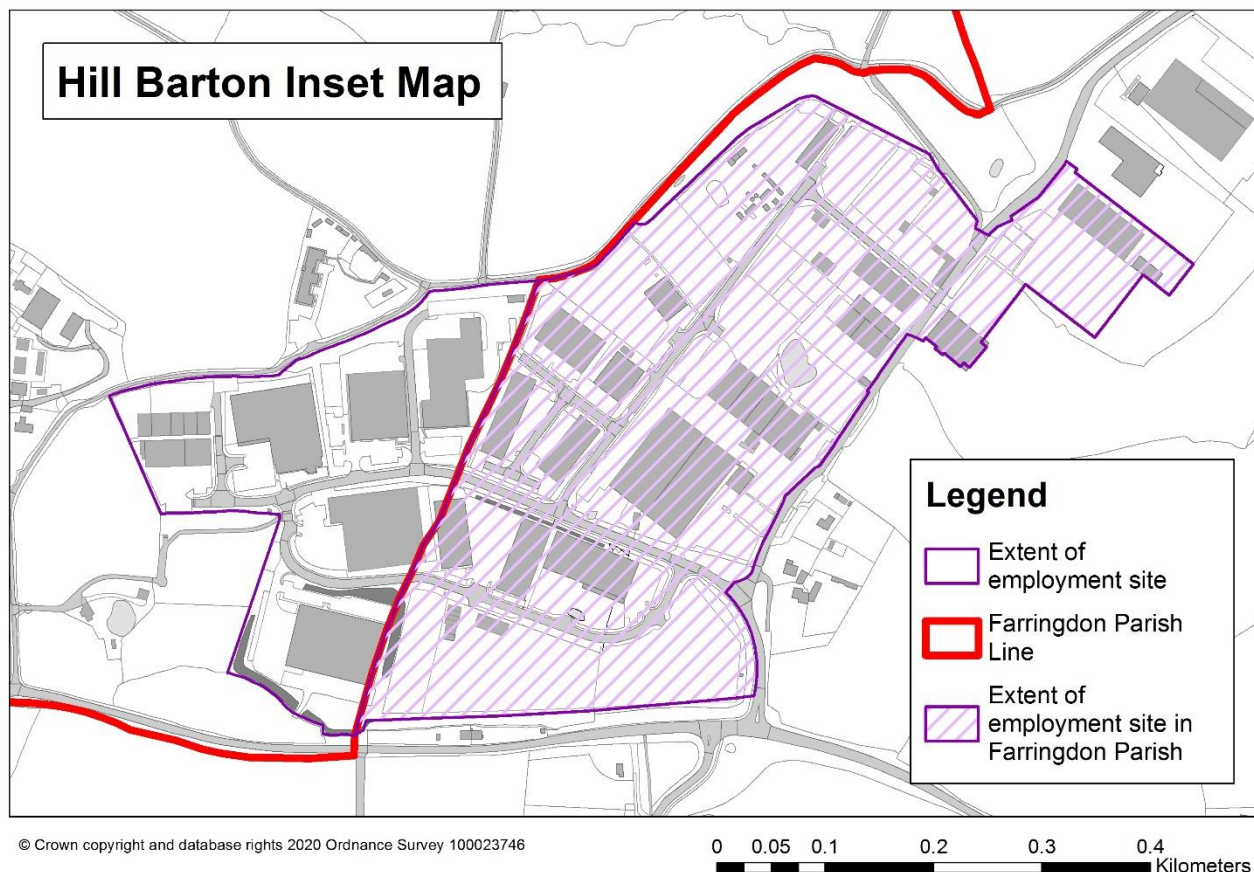 Hill Barton Inset Map
Legend
Extent of
employment site
Farringdon Parish
Line
Extent of
employment site in
Farringdon Parish
© Crown copyright and database rights 2020 Ordnance Survey 100023746
0 0.05 0.1 0.2 0.3 0.4
Kilometers